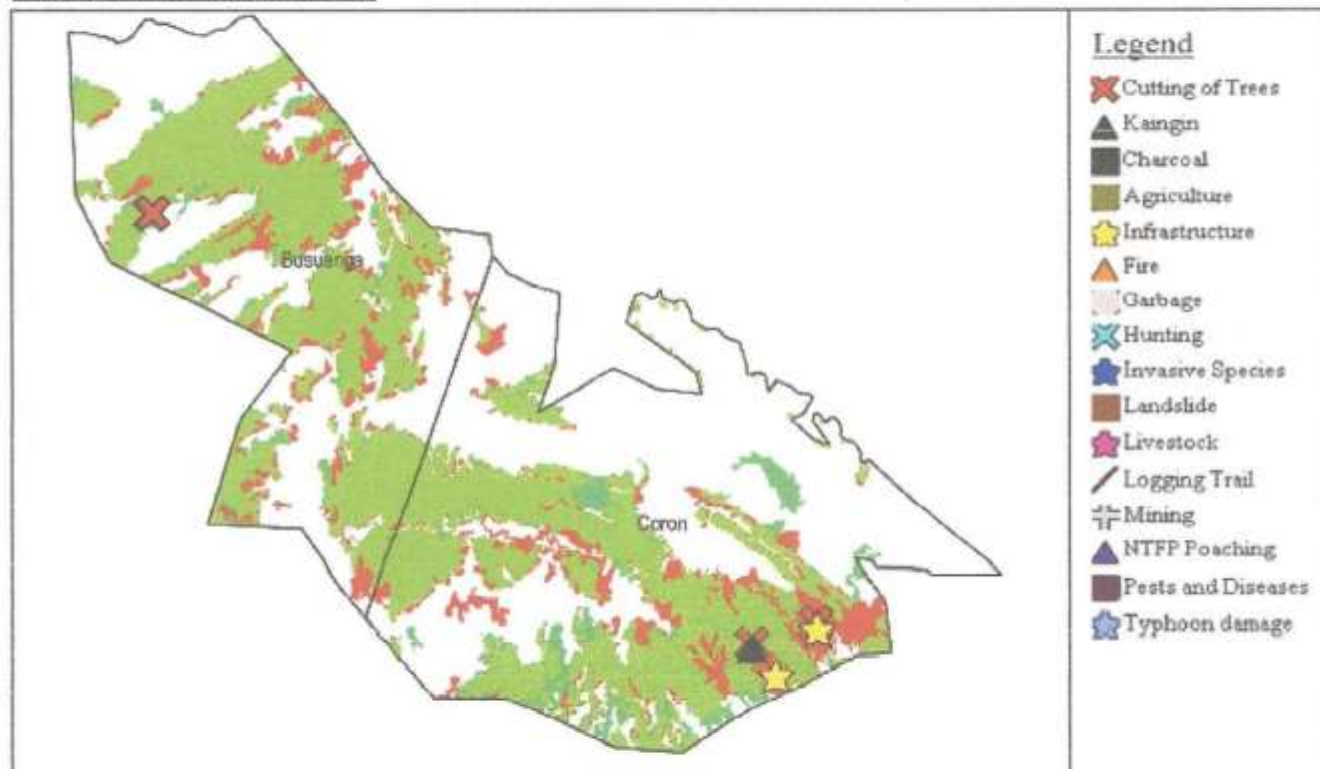 Legend
Cutting of Trees
Kaingin
Charcoal
Agriculture
Infrastructure
Fire
Garbage
Hunting
Invasive Species
Landslide
Livestock
Logging Trail
Mining
NTFP Poaching
Pests and Diseases
Typhoon damage
Busuanga
Coron